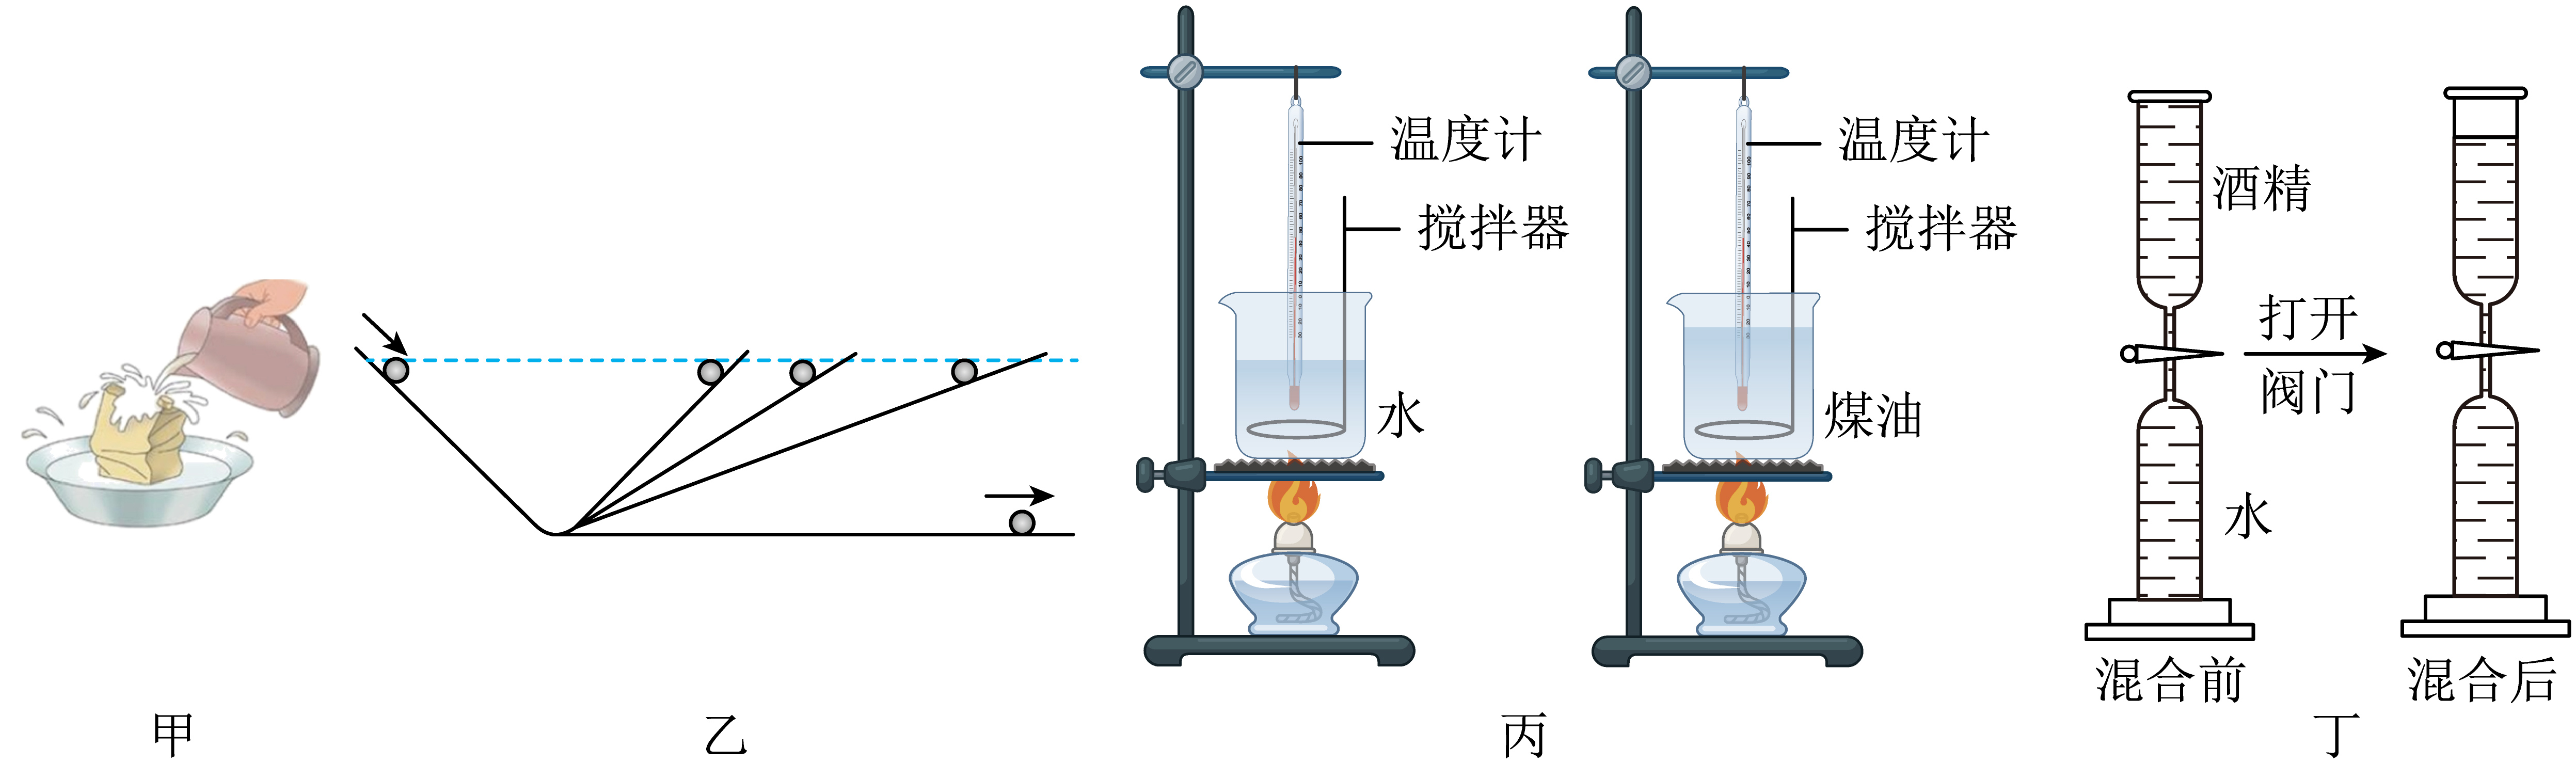 温度计
搅拌器
水
温度计
搅拌器
煤油
酒精
水
打开
阀门
混合前
混合后
甲
乙
丙
丁